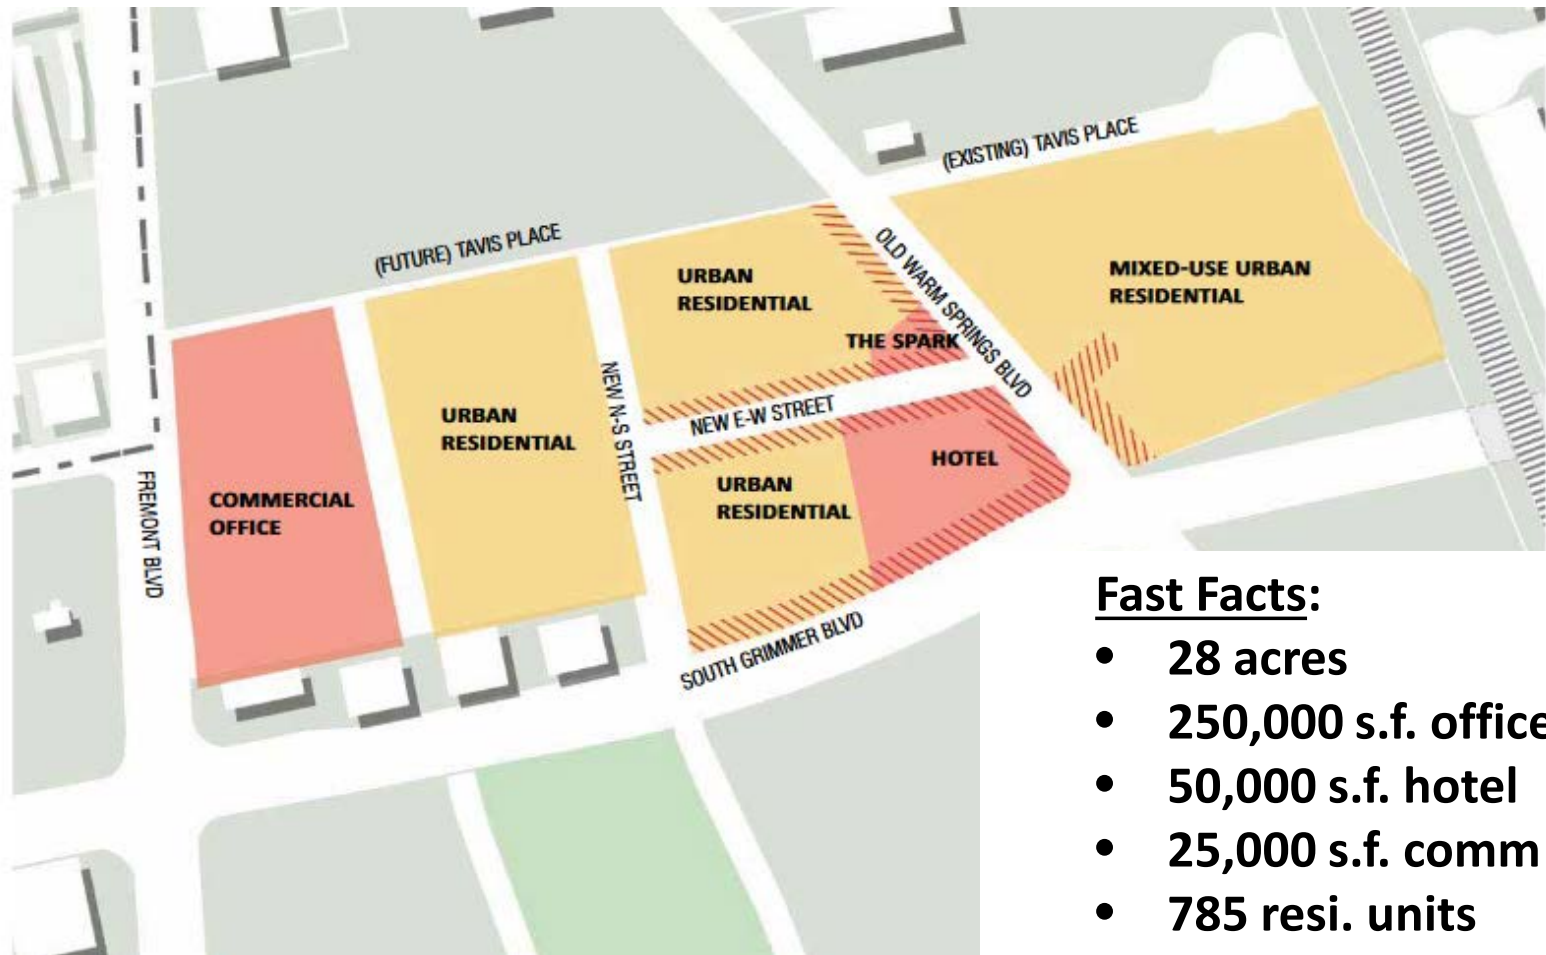 (EXISTING) TAVIS PLACE
(FUTURE) TAVIS PLACE
OLD WARM SPRINGS BLVD
URBAN
RESIDENTIAL
MIXED-USE URBAN
RESIDENTIAL
THE SPARK
NEW N-S STREET
NEW E-W STREET
URBAN
RESIDENTIAL
HOTEL
URBAN
RESIDENTIAL
COMMERCIAL
OFFICE
FREMONT BLVD
SOUTH GRIMMER BLVD
Fast Facts:
• 28 acres
• 250,000 s.f. office
• 50,000 s.f. hotel
• 25,000 s.f. comm
• 785 resi. units